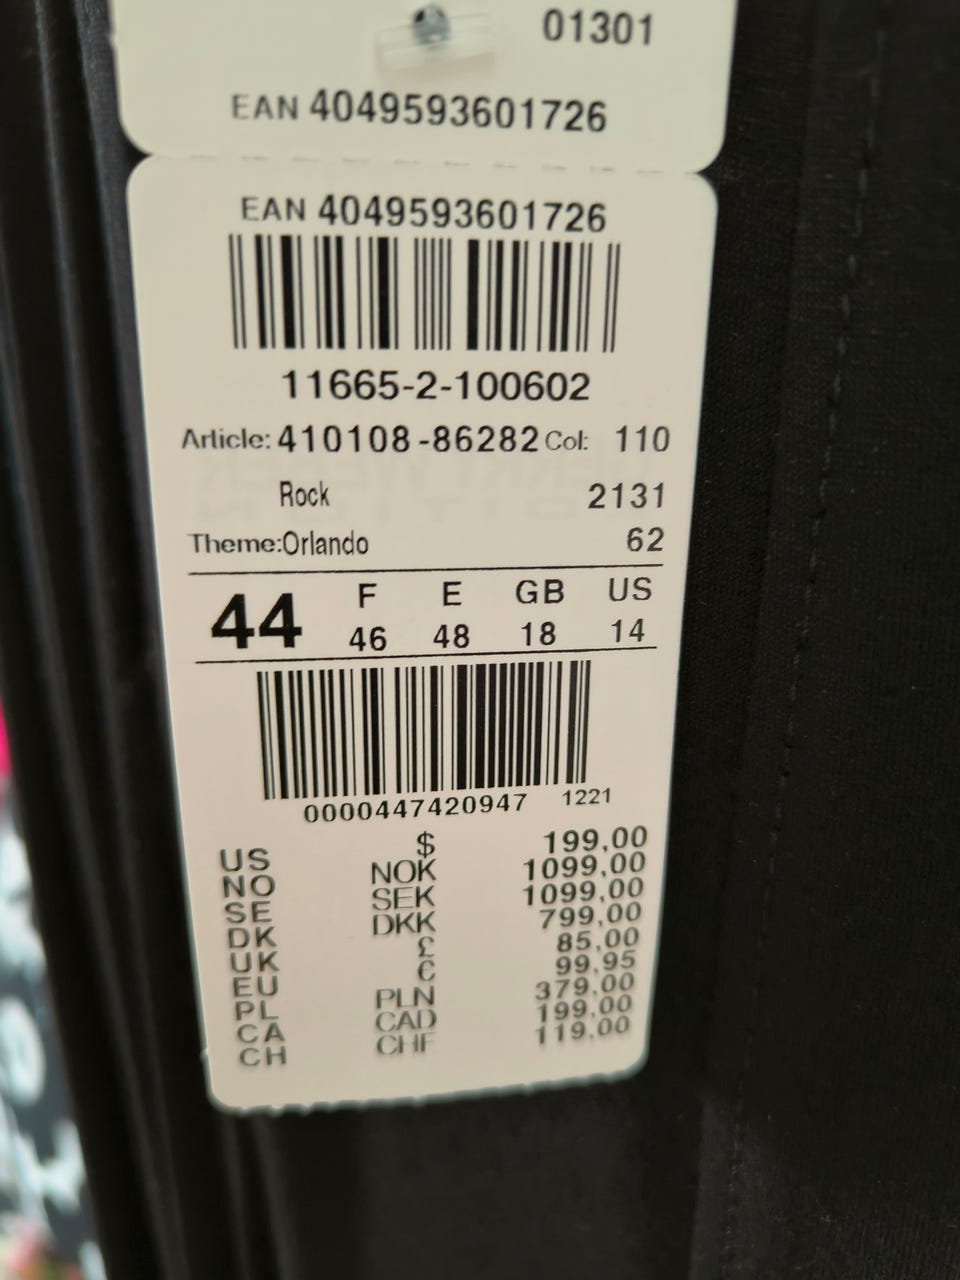 01301
EAN 4049593601726
EAN 4049593601726
11665-2-100602
Article: 410108-86282 Col: 110
Rock 2131
Theme:Orlando 62
44 F E GB US
46 48 18 14
0000447420947 1221
US $ 199,00
NO NOK 1099,00
SE SEK 1099,00
DK DKK 799,00
UK £ 85,00
EU € 99,95
PL PLN 379,00
CA CAD 199,00
CH CHF 119,00